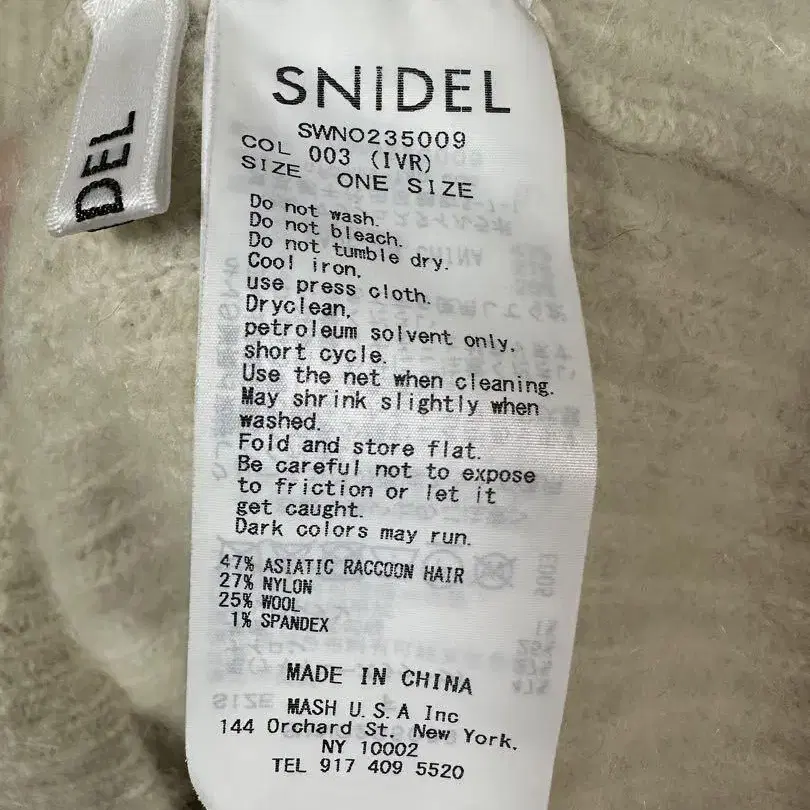 DEL
SNIDEL
SWNO235009
COL 003 (IVR)
SIZE ONE SIZE
Do not wash.
Do not bleach.
Do not tumble dry.
Cool iron,
use press cloth.
Dryclean,
petroleum solvent only,
short cycle.
Use the net when cleaning.
May shrink slightly when
washed.
Fold and store flat.
Be careful not to expose
to friction or let it
get caught.
Dark colors may run.
47% ASIATIC RACCOON HAIR
27% NYLON
25% WOOL
1% SPANDEX
MADE IN CHINA
MASH U.S.A Inc
144 Orchard St. New York,
NY 10002
TEL 917 409 5520